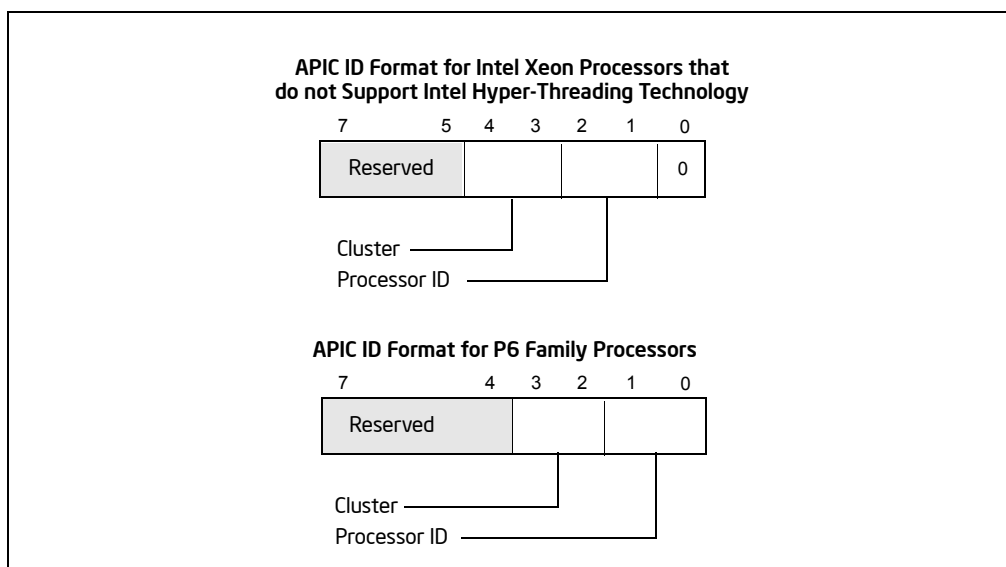 APIC ID Format for Intel Xeon Processors that
do not Support Intel Hyper-Threading Technology
7 5 4 3 2 1 0
Reserved 0
Cluster
Processor ID
APIC ID Format for P6 Family Processors
7 4 3 2 1 0
Reserved
Cluster
Processor ID